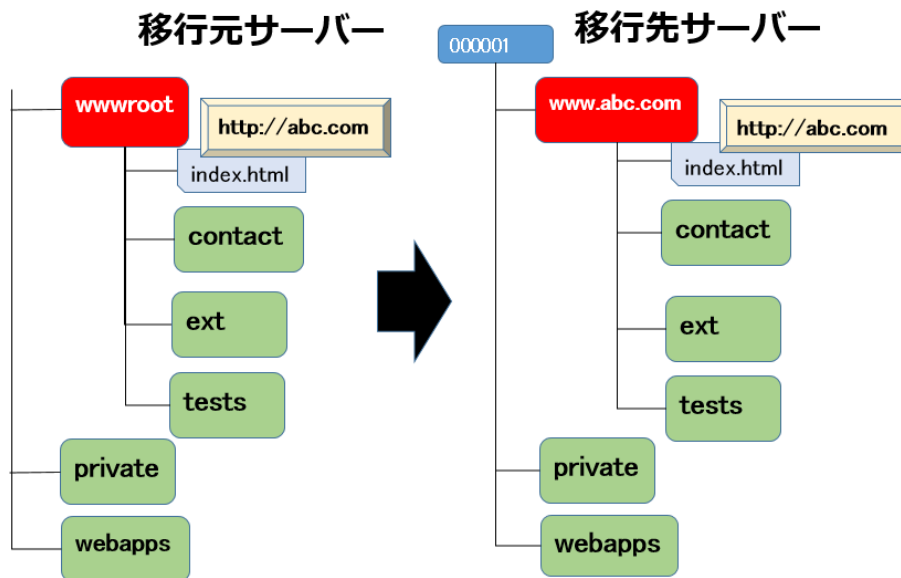 移行元サーバー
wwwroot
http://abc.com
index.html
contact
ext
tests
private
webapps
000001
移行先サーバー
www.abc.com
http://abc.com
index.html
contact
ext
tests
private
webapps